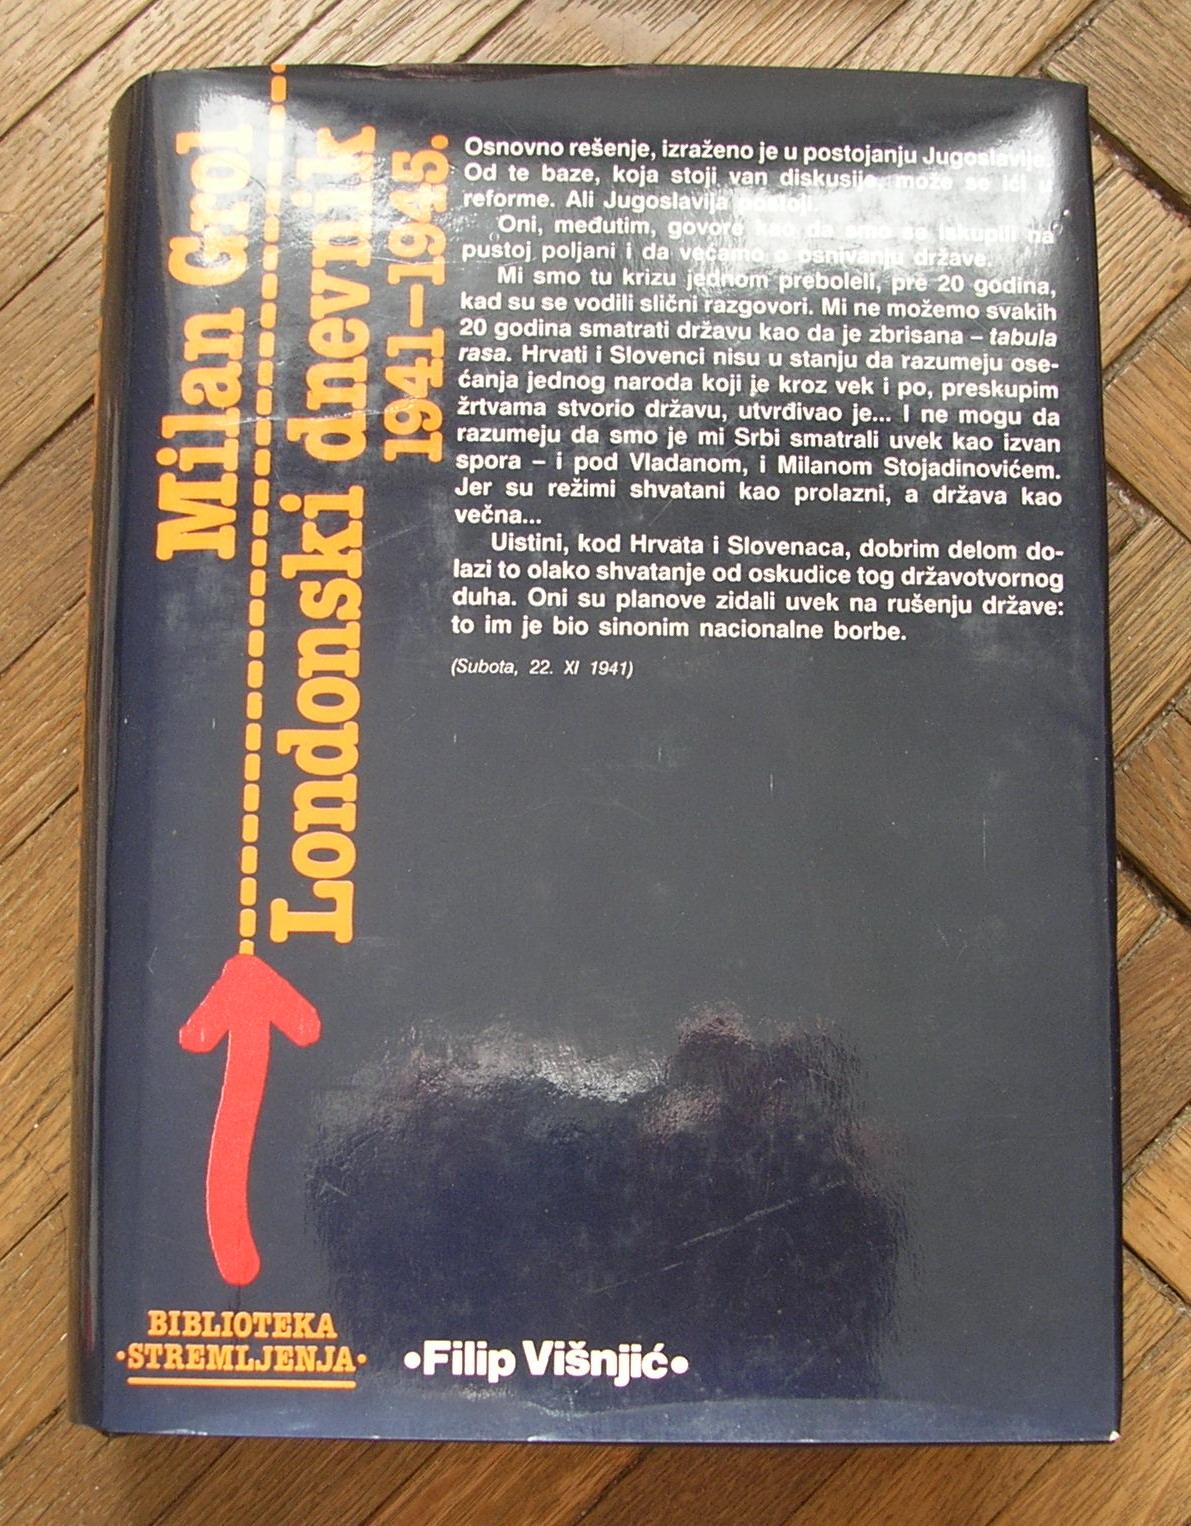 Milan Grol
Londonski dnevnik
1941–1945.
Osnovno rešenje, izraženo je u postojanju Jugoslavije.
Od te baze, koja stoji van diskusije, može se ići u
reforme. Ali Jugoslavija postoji.
Oni, međutim, govore kao da smo se iskupili na
pustoj poljani i da većamo o osnivanju države.
Mi smo tu krizu jednom preboleli, pre 20 godina,
kad su se vodili slični razgovori. Mi ne možemo svakih
20 godina smatrati državu kao da je zbrisana – tabula
rasa. Hrvati i Slovenci nisu u stanju da razumeju ose-
ćanja jednog naroda koji je kroz vek i po, preskupim
žrtvama stvorio državu, utvrđivao je... I ne mogu da
razumeju da smo je mi Srbi smatrali uvek kao izvan
spora – i pod Vladanom, i Milanom Stojadinovićem.
Jer su režimi shvatani kao prolazni, a država kao
večna...
Uistini, kod Hrvata i Slovenaca, dobrim delom do-
lazi to olako shvatanje od oskudice tog državotvornog
duha. Oni su planove zidali uvek na rušenju države:
to im je bio sinonim nacionalne borbe.
(Subota, 22. XI 1941)
BIBLIOTEKA
•STREMLJENJA•
•Filip Višnjić•